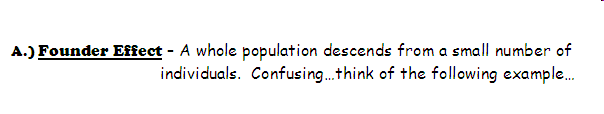 A.) Founder Effect - A whole population descends from a small number of
individuals.  Confusing...think of the following example...